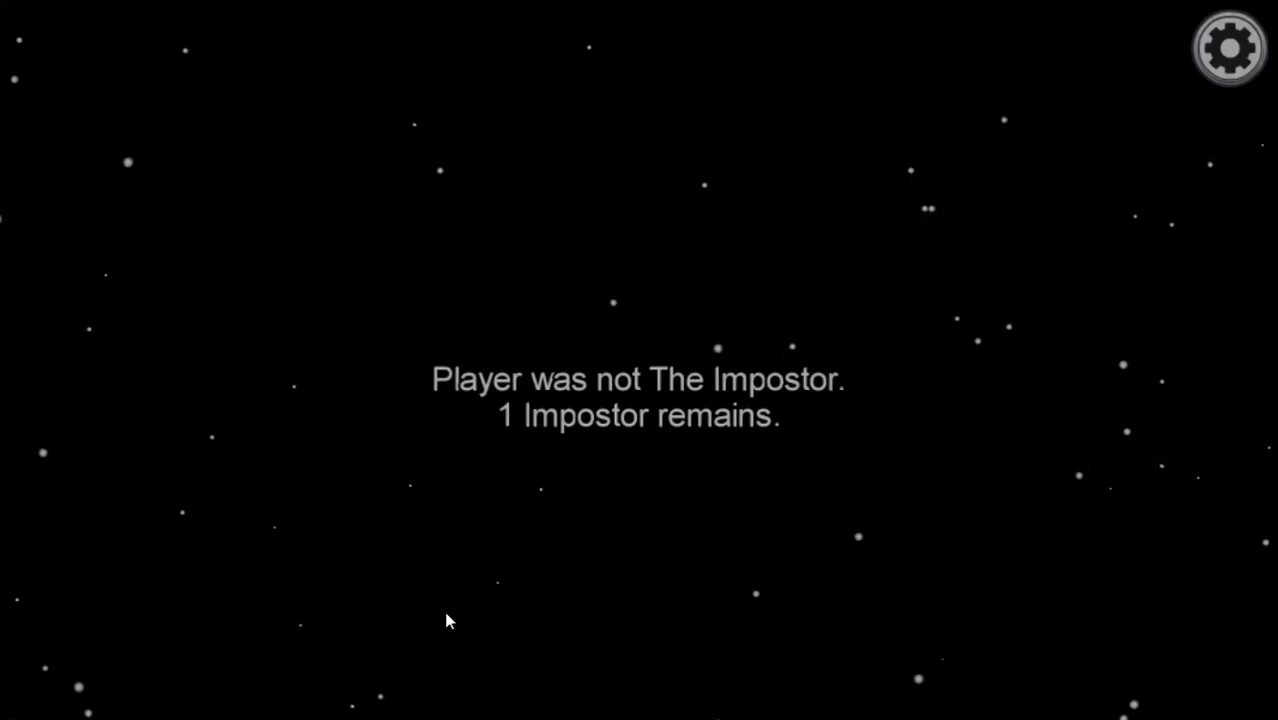 Player was not The Impostor.
1 Impostor remains.